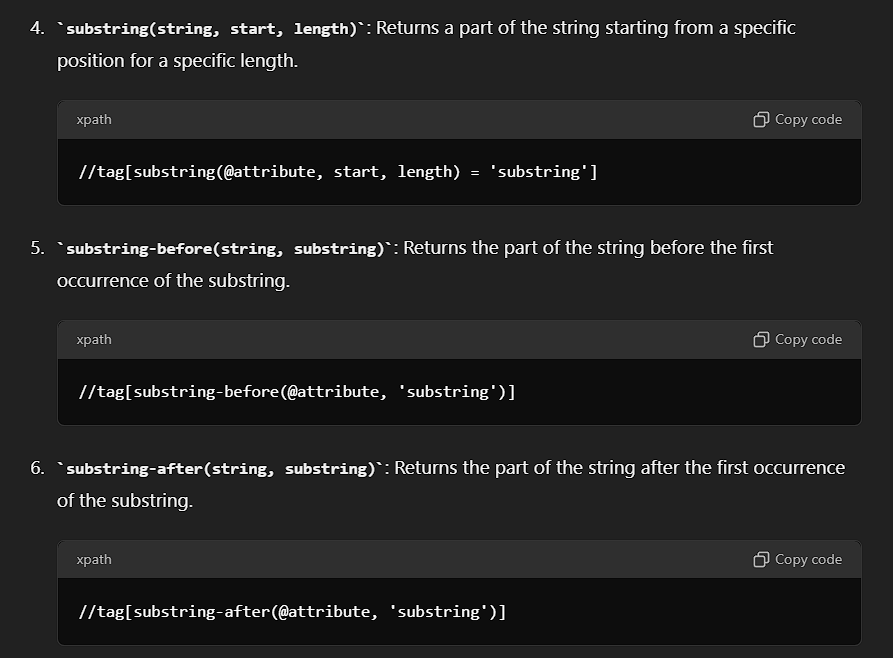 4. `substring(string, start, length)`: Returns a part of the string starting from a specific
position for a specific length.
xpath
Copy code
//tag[substring(@attribute, start, length) = 'substring']
5. `substring-before(string, substring)`: Returns the part of the string before the first
occurrence of the substring.
xpath
Copy code
//tag[substring-before(@attribute, 'substring')]
6. `substring-after(string, substring)`: Returns the part of the string after the first occurrence
of the substring.
xpath
Copy code
//tag[substring-after(@attribute, 'substring')]